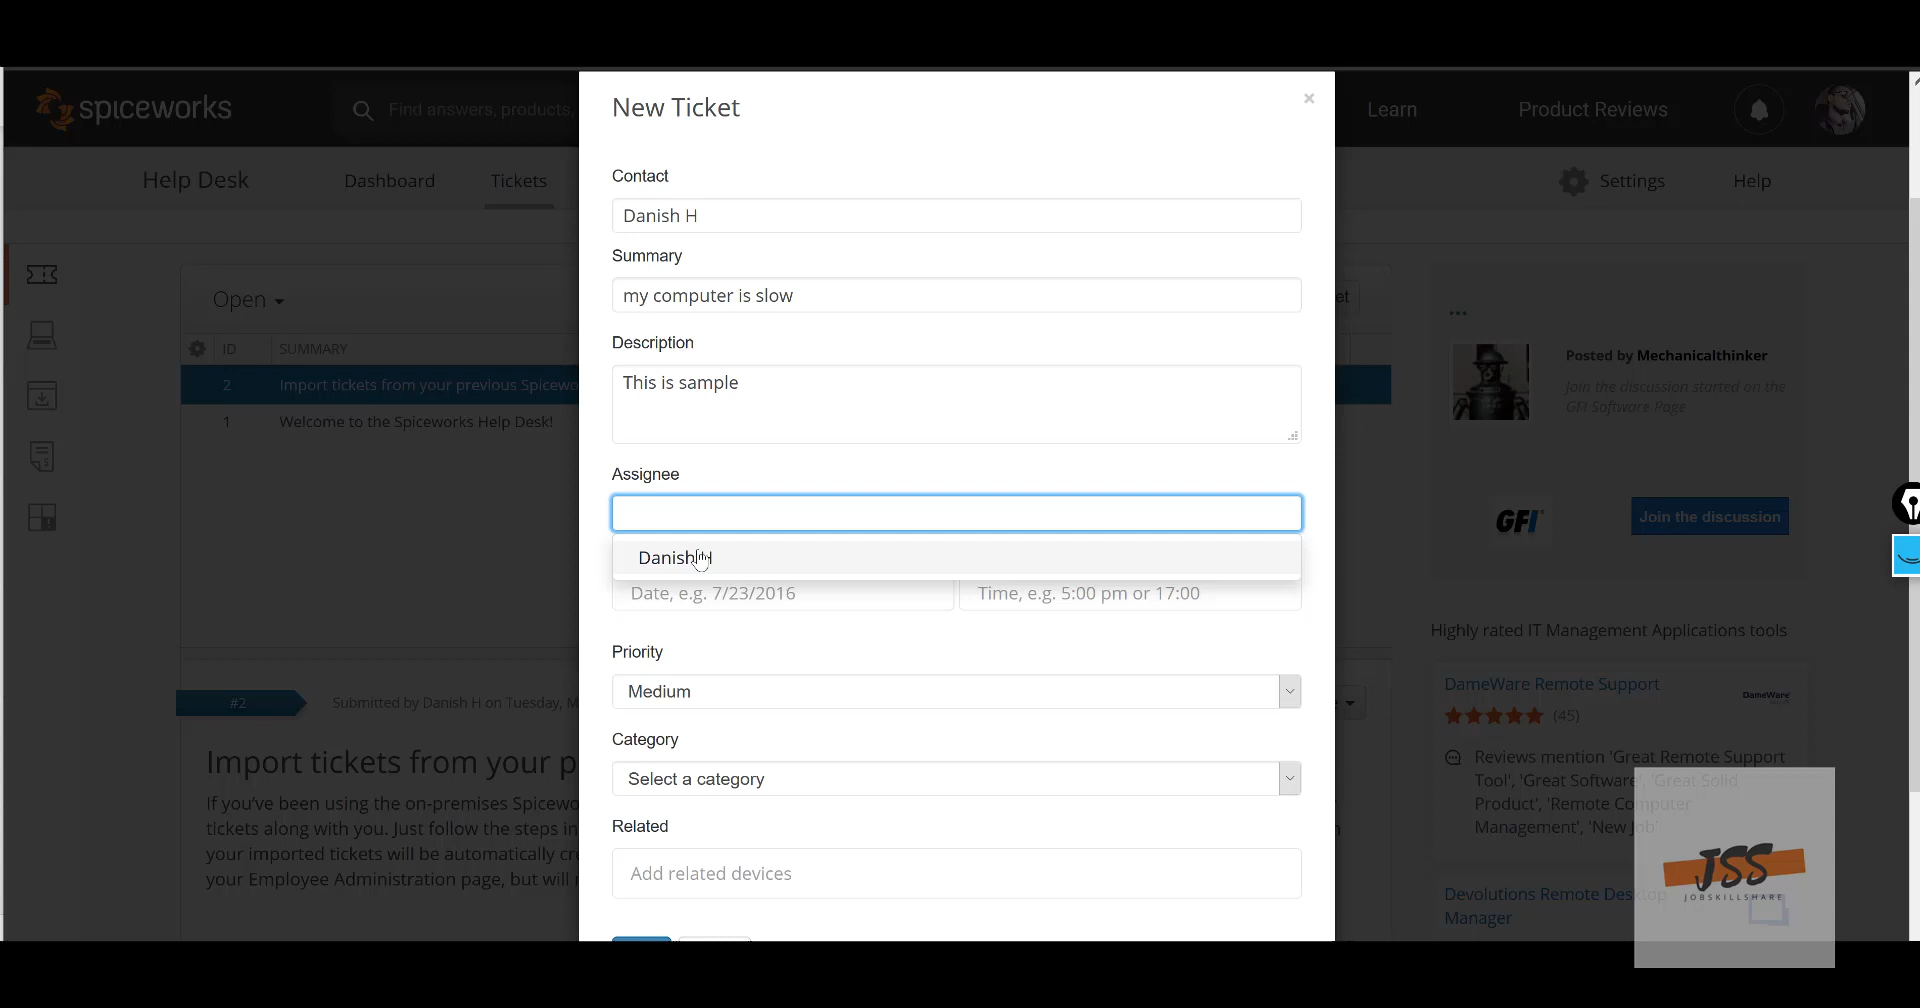 spiceworks
Find answers, products,
Learn
Product Reviews
Help Desk
Dashboard
Tickets
Settings
Help
New Ticket
×
Contact
Danish H
Summary
my computer is slow
Description
This is sample
Assignee
Danish H
Date, e.g. 7/23/2016
Time, e.g. 5:00 pm or 17:00
Priority
Medium
Category
Select a category
Related
Add related devices
Open
ID
SUMMARY
2
Import tickets from your previous Spicewo
1
Welcome to the Spiceworks Help Desk!
#2
Submitted by Danish H on Tuesday, M
Import tickets from your p
If you've been using the on-premises Spicewo
tickets along with you. Just follow the steps in
your imported tickets will be automatically cr
your Employee Administration page, but will
et
...
Posted by Mechanicalthinker
Join the discussion started on the
GFI Software Page
GFI
Join the discussion
Highly rated IT Management Applications tools
DameWare Remote Support
DameWare
(45)
Reviews mention 'Great Remote Support
Tool', 'Great Software', 'Great Solid
Product', 'Remote Computer
Management', 'New Job'
Devolutions Remote Desktop
Manager
JSS
JOBSKILLSHARE